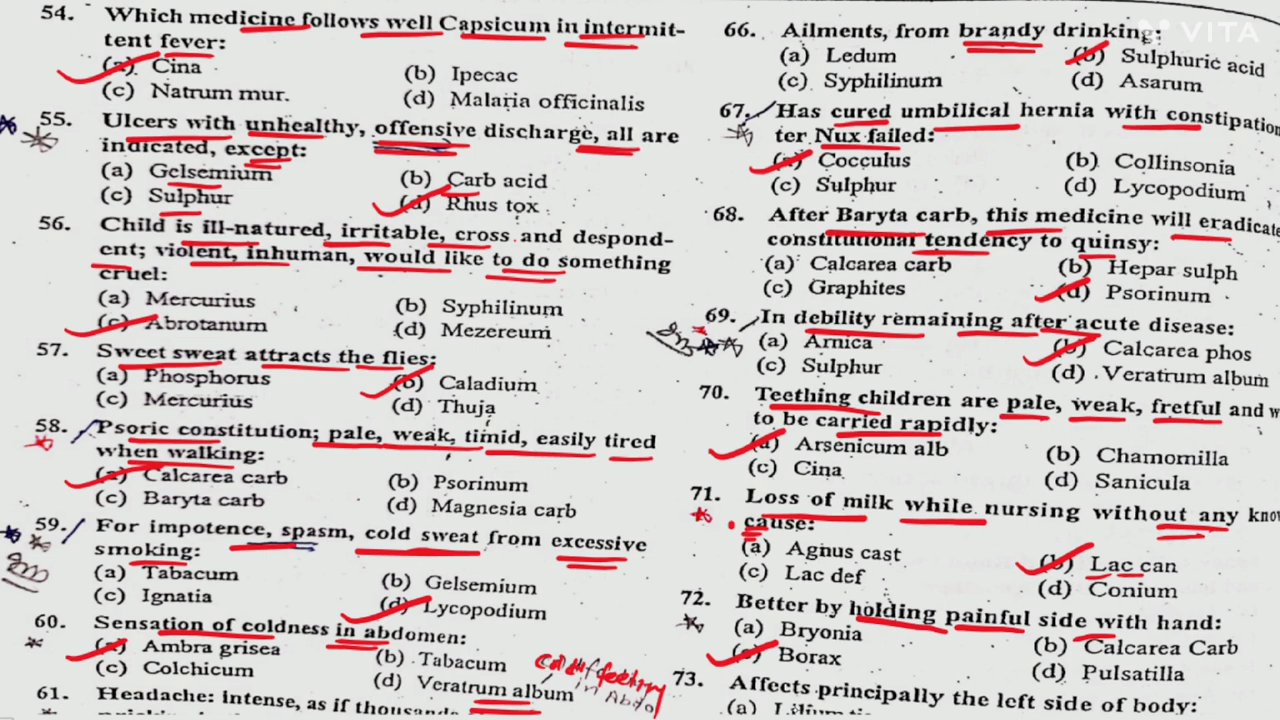 54. Which medicine follows well Capsicum in intermit-
tent fever:
(a) Cina
(b) Ipecac
(c) Natrum mur.
(d) Malaria officinalis
55. Ulcers with unhealthy, offensive discharge, all are
indicated, except:
(a) Gelsemium
(b) Carb acid
(c) Sulphur
(d) Rhus tox
56. Child is ill-natured, irritable, cross and despond-
ent; violent, inhuman, would like to do something
cruel:
(a) Mercurius
(b) Syphilinum
(c) Abrotanum
(d) Mezereum
57. Sweet sweat attracts the flies:
(a) Phosphorus
(b) Caladium
(c) Mercurius
(d) Thuja
58. Psoric constitution; pale, weak, timid, easily tired
when walking:
(a) Calcarea carb
(b) Psorinum
(c) Baryta carb
(d) Magnesia carb
59. For impotence, spasm, cold sweat from excessive
smoking:
(a) Tabacum
(b) Gelsemium
(c) Ignatia
(d) Lycopodium
60. Sensation of coldness in abdomen:
(a) Ambra grisea
(b) Tabacum
(c) Colchicum
(d) Veratrum album
in Abdo
61. Headache: intense, as if thousands
66. Ailments, from brandy drinking:
(a) Ledum
(b) Sulphuric acid
(c) Syphilinum
(d) Asarum
67. Has cured umbilical hernia with constipation
ter Nux failed:
(a) Cocculus
(b) Collinsonia
(c) Sulphur
(d) Lycopodium
68. After Baryta carb, this medicine will eradicate
constitutional tendency to quinsy:
(a) Calcarea carb
(b) Hepar sulph
(c) Graphites
(d) Psorinum
69. In debility remaining after acute disease:
(a) Arnica
(b) Calcarea phos
(c) Sulphur
(d) Veratrum album
70. Teething children are pale, weak, fretful and w
to be carried rapidly:
(a) Arsenicum alb
(b) Chamomilla
(c) Cina
(d) Sanicula
71. Loss of milk while nursing without any know
cause:
(a) Agnus cast
(b) Lac can
(c) Lac def
(d) Conium
72. Better by holding painful side with hand:
(a) Bryonia
(b) Calcarea Carb
(c) Borax
(d) Pulsatilla
73. Affects principally the left side of body:
(a)
VITA